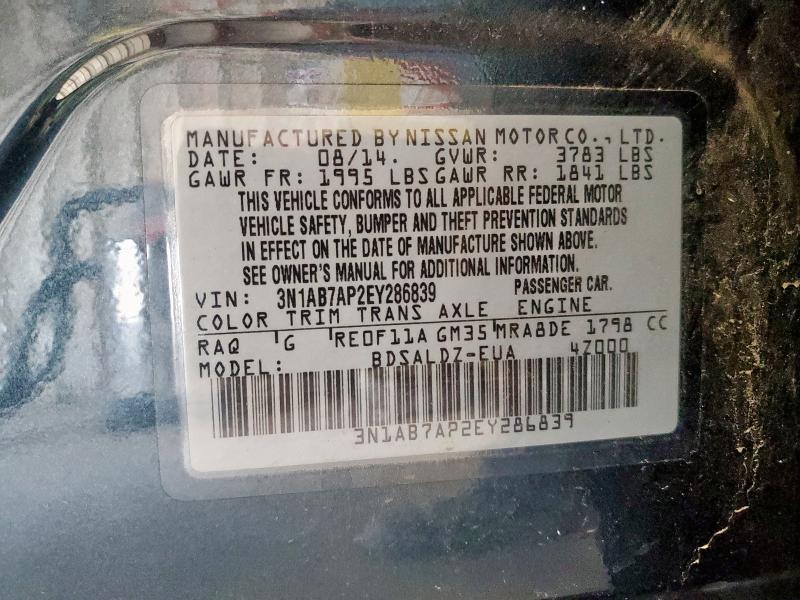 MANUFACTURED BY NISSAN MOTOR CO., LTD.
DATE: 08/14. GVWR: 3783 LBS
GAWR FR: 1995 LBS GAWR RR: 1841 LBS
THIS VEHICLE CONFORMS TO ALL APPLICABLE FEDERAL MOTOR
VEHICLE SAFETY, BUMPER AND THEFT PREVENTION STANDARDS
IN EFFECT ON THE DATE OF MANUFACTURE SHOWN ABOVE.
SEE OWNER'S MANUAL FOR ADDITIONAL INFORMATION.
VIN: 3N1AB7AP2EY286839 PASSENGER CAR.
COLOR TRIM TRANS AXLE ENGINE
RAQ G RE0F11A GM35 MRA8DE 1798 CC
MODEL: BDSALDZ-EUA 4Z000
3N1AB7AP2EY286839